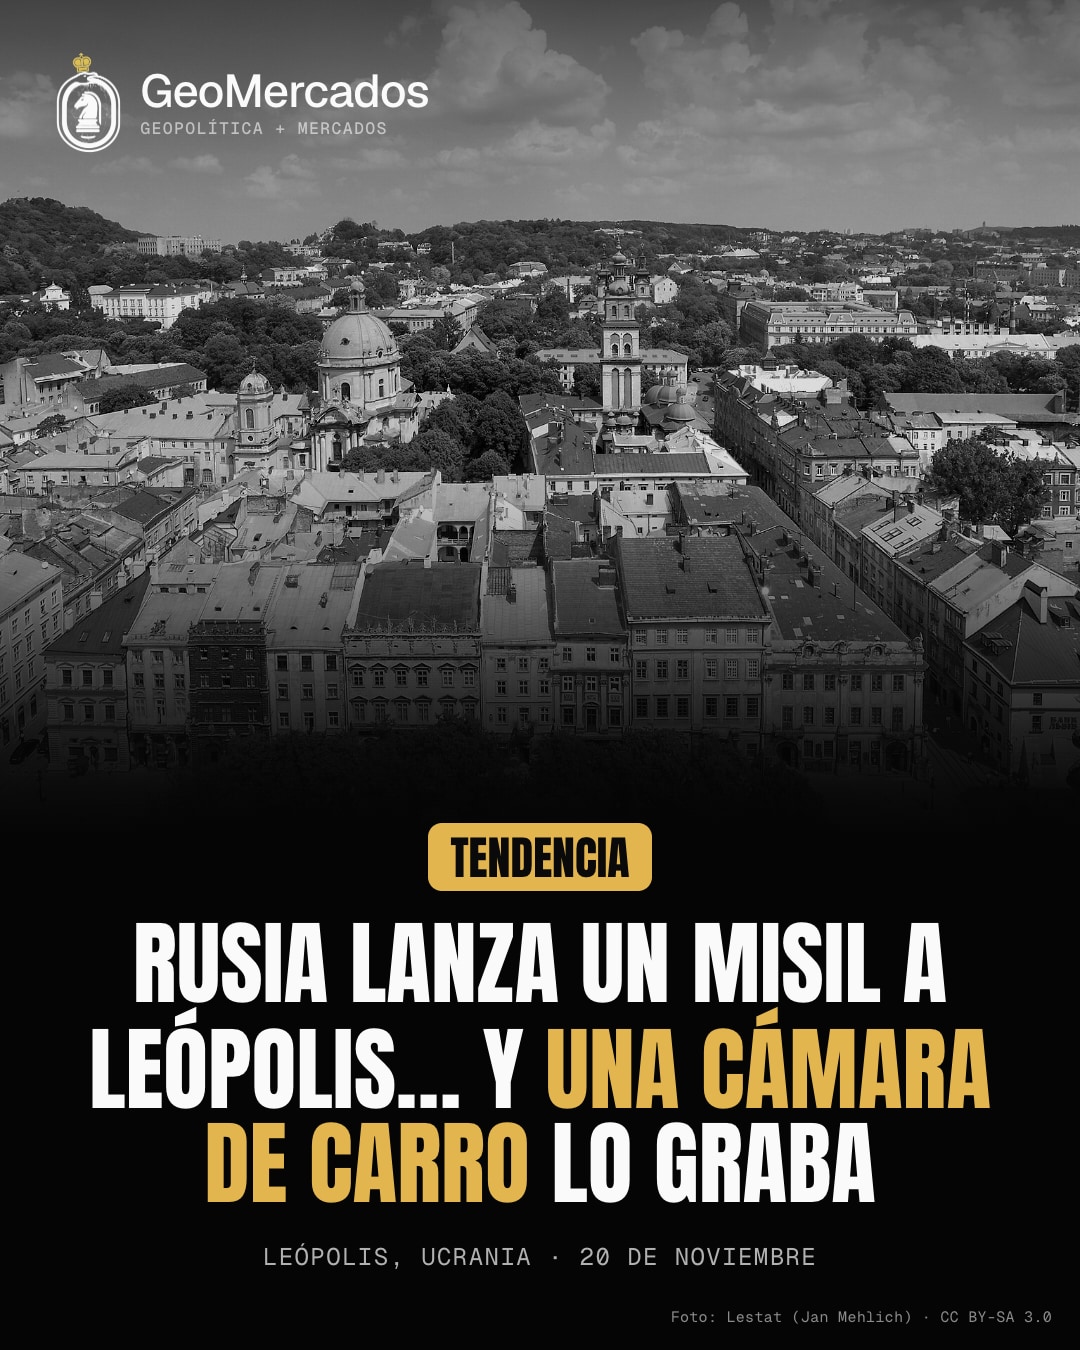 GeoMercados
GEOPOLÍTICA + MERCADOS
TENDENCIA
RUSIA LANZA UN MISIL A
LEÓPOLIS... Y UNA CÁMARA
DE CARRO LO GRABA
LEÓPOLIS, UCRANIA · 20 DE NOVIEMBRE
Foto: Lestat (Jan Mehlich) · CC BY-SA 3.0